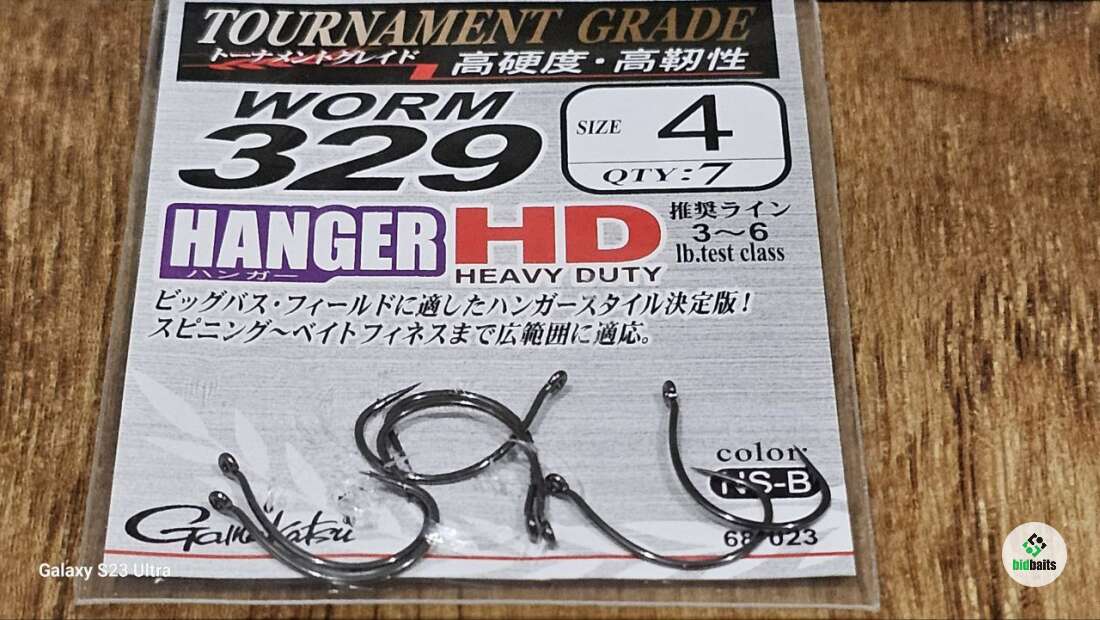 TOURNAMENT GRADE
トーナメントグレイド 高硬度・高靭性
WORM
329
SIZE 4
QTY:7
HANGER
ハンガー
HD
HEAVY DUTY
推奨ライン
3〜6
lb.test class
ビッグバス・フィールドに適したハンガースタイル決定版!
スピニング〜ベイトフィネスまで広範囲に適応。
color:
NS-B
Gamakatsu
Galaxy S23 Ultra
bidbaits